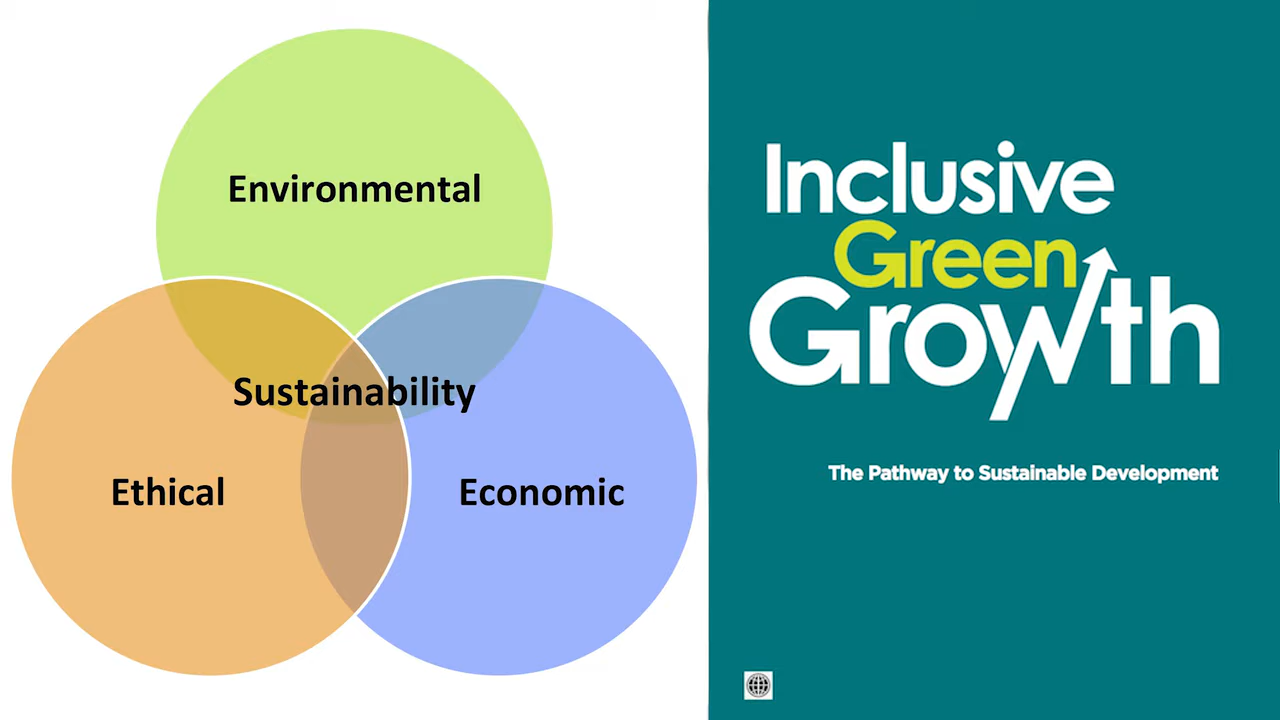 Environmental
Sustainability
Ethical
Economic
Inclusive
Green
Growth
The Pathway to Sustainable Development